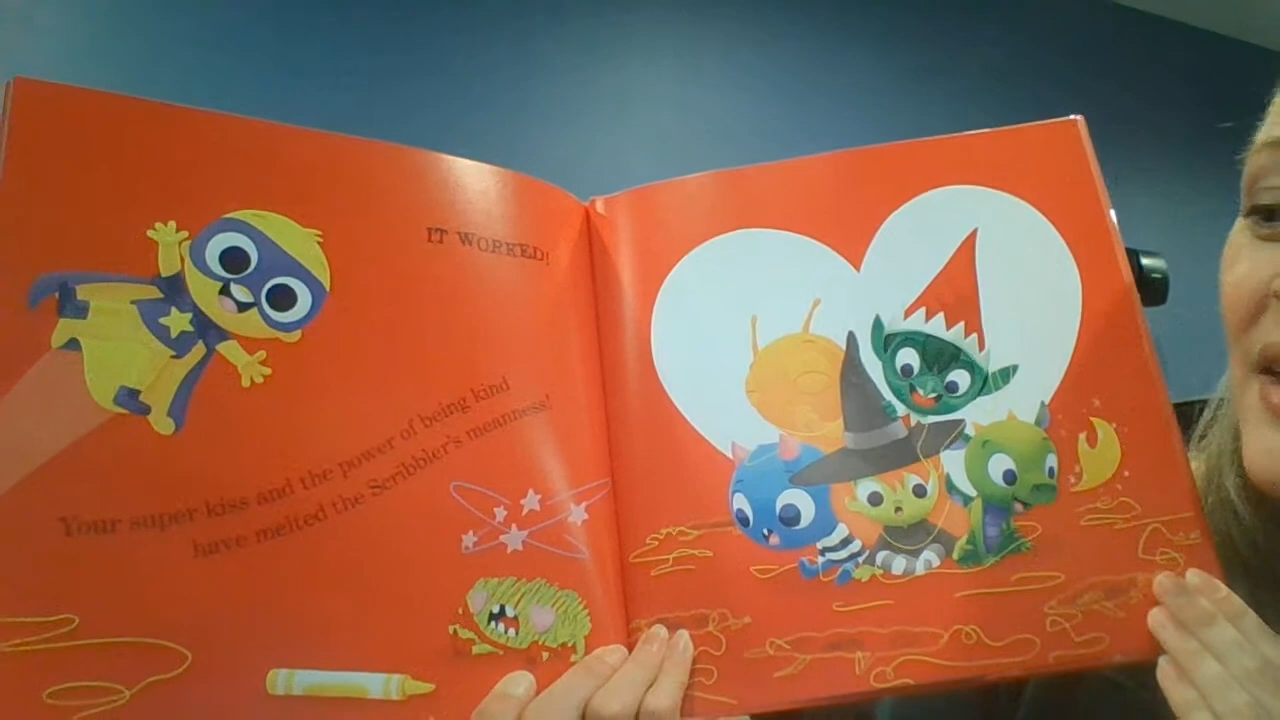 IT WORKED!
Your super kiss and the power of being kind
have melted the Scribbler's meanness!